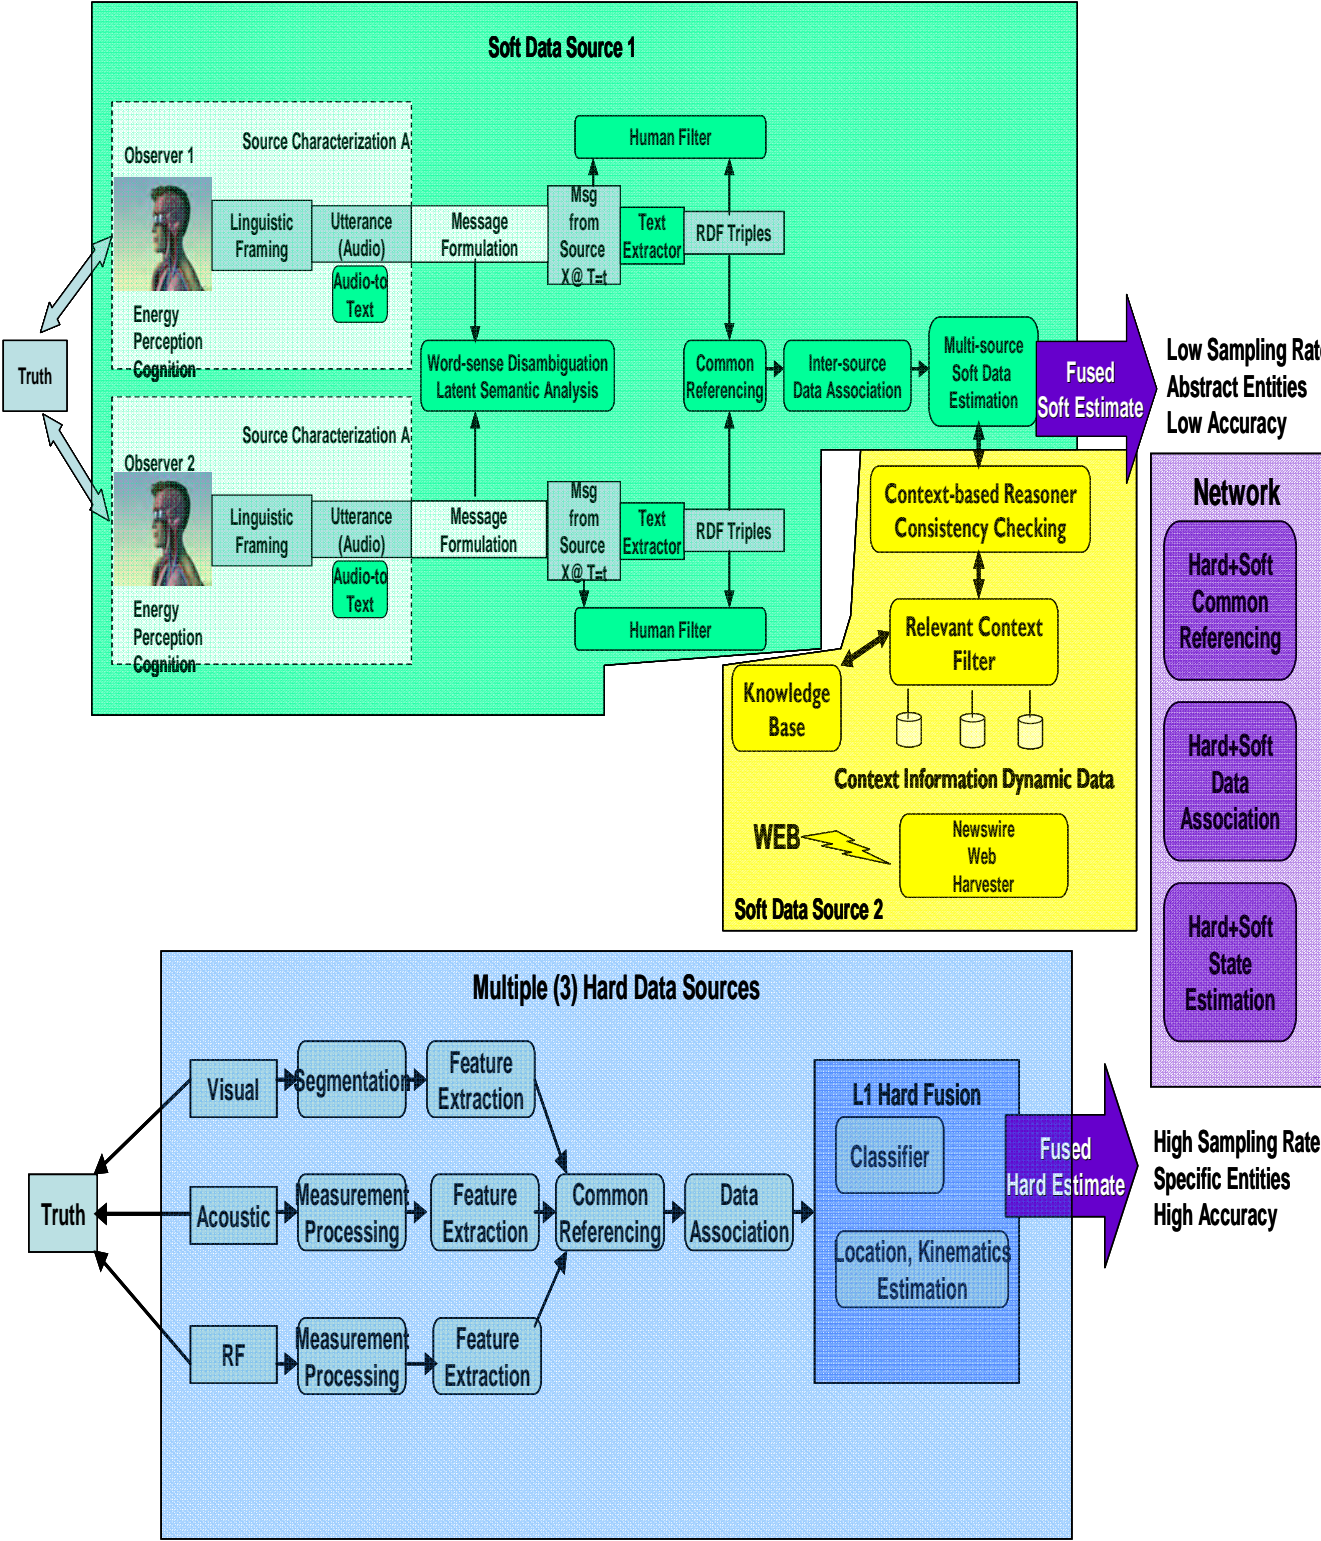 Soft Data Source 1
Source Characterization A
Observer 1
Linguistic
Framing
Utterance
(Audio)
Audio-to
Text
Message
Formulation
Msg
from
Source
X@ T=t
Text
Extractor
RDF Triples
Human Filter
Energy
Perception
Cognition
Truth
Word-sense Disambiguation
Latent Semantic Analysis
Common
Referencing
Inter-source
Data Association
Multi-source
Soft Data
Estimation
Fused
Soft Estimate
Low Sampling Rate
Abstract Entities
Low Accuracy
Source Characterization A
Observer 2
Linguistic
Framing
Utterance
(Audio)
Audio-to
Text
Message
Formulation
Msg
from
Source
X@ T=t
Text
Extractor
RDF Triples
Human Filter
Energy
Perception
Cognition
Context-based Reasoner
Consistency Checking
Relevant Context
Filter
Knowledge
Base
Context Information Dynamic Data
WEB
Newswire
Web
Harvester
Soft Data Source 2
Network
Hard+Soft
Common
Referencing
Hard+Soft
Data
Association
Hard+Soft
State
Estimation
Multiple (3) Hard Data Sources
Truth
Visual
Segmentation
Feature
Extraction
Acoustic
Measurement
Processing
Feature
Extraction
Common
Referencing
Data
Association
RF
Measurement
Processing
Feature
Extraction
L1 Hard Fusion
Classifier
Location, Kinematics
Estimation
Fused
Hard Estimate
High Sampling Rate
Specific Entities
High Accuracy